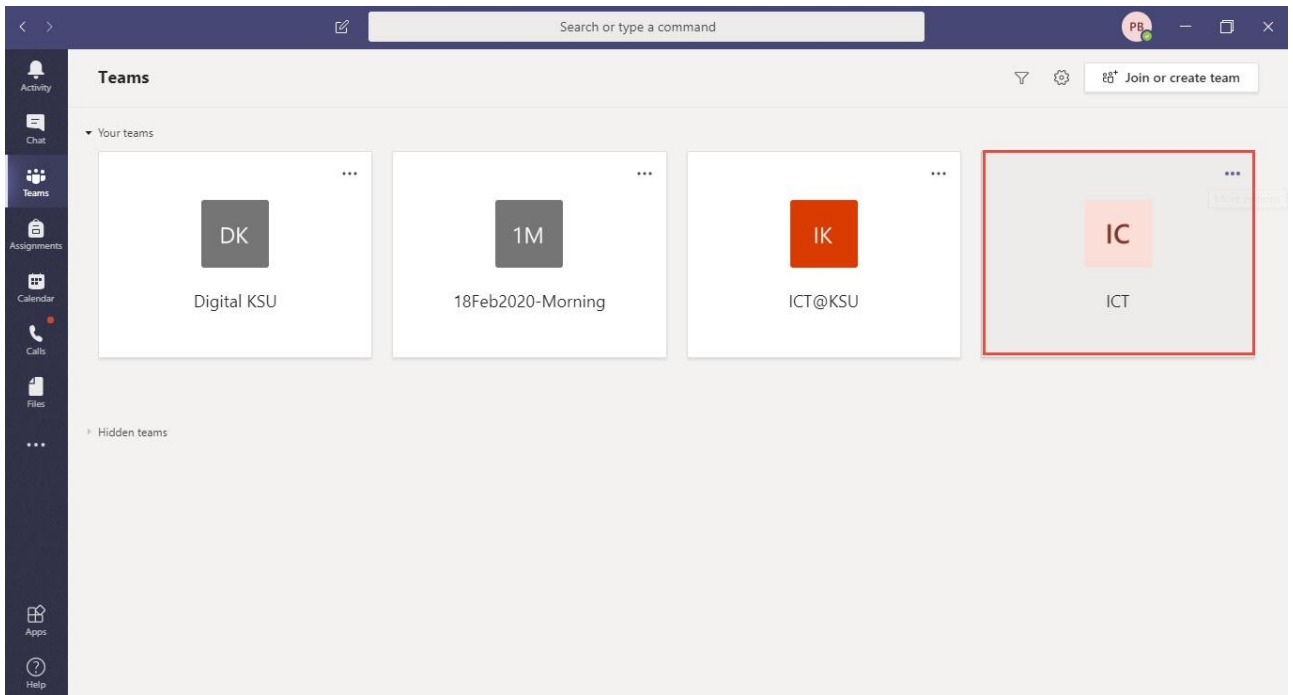 Search or type a command
PB
Activity
Chat
Teams
Assignments
Calendar
Calls
Files
Apps
Help
Teams
Join or create team
Your teams
DK
Digital KSU
1M
18Feb2020-Morning
IK
ICT@KSU
IC
ICT
Hidden teams